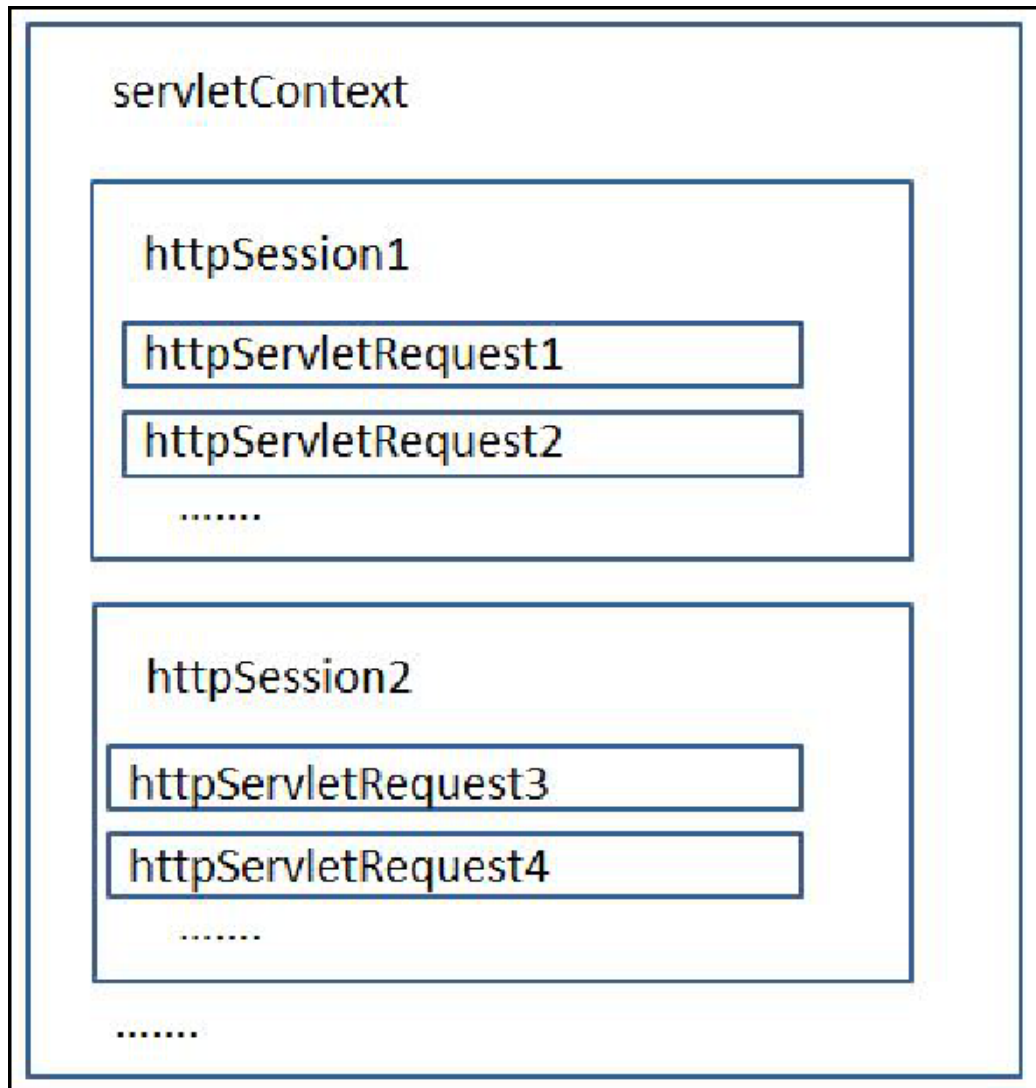 servletContext
httpSession1
httpServletRequest1
httpServletRequest2
.......
httpSession2
httpServletRequest3
httpServletRequest4
.......
.......